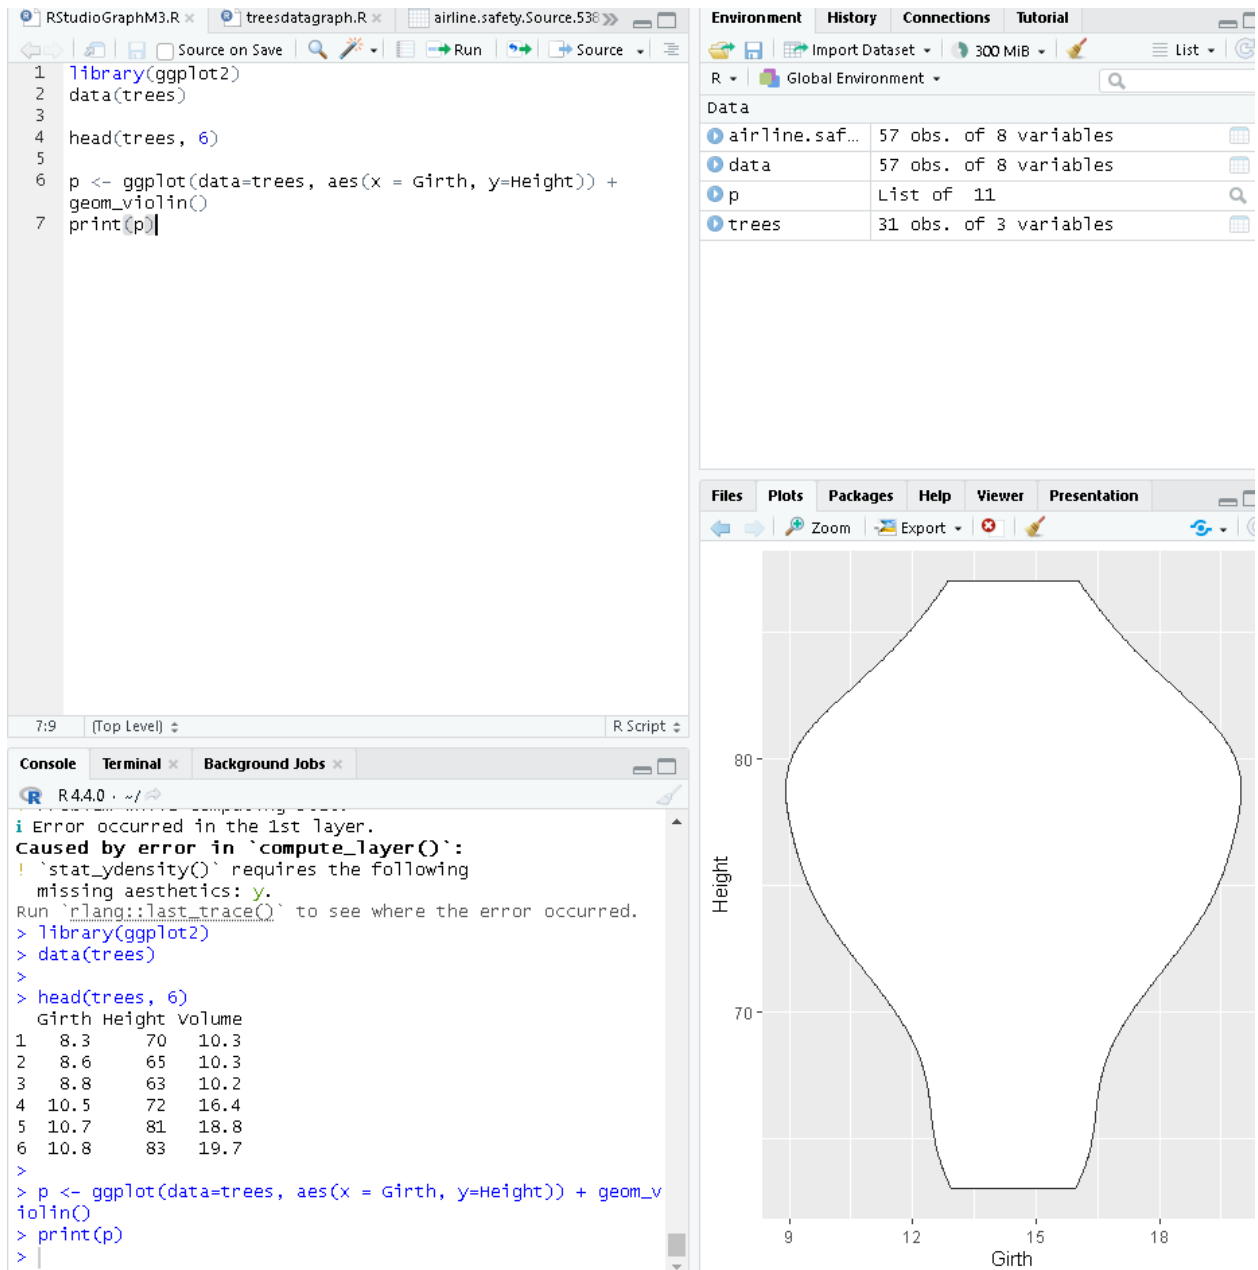 RStudioGraphM3.R
treesdatagraph.R
airline.safety.Source.538
Source on Save
Run
Source
1 library(ggplot2)
2 data(trees)
3
4 head(trees, 6)
5
6 p <- ggplot(data=trees, aes(x = Girth, y=Height)) +
geom_violin()
7 print(p)
7:9 (Top Level) R Script
Console Terminal Background Jobs
R 4.4.0 · ~/
i Error occurred in the 1st layer.
Caused by error in `compute_layer()`:
! `stat_ydensity()` requires the following
missing aesthetics: y.
Run `rlang::last_trace()` to see where the error occurred.
> library(ggplot2)
> data(trees)
>
> head(trees, 6)
Girth Height Volume
1 8.3 70 10.3
2 8.6 65 10.3
3 8.8 63 10.2
4 10.5 72 16.4
5 10.7 81 18.8
6 10.8 83 19.7
>
> p <- ggplot(data=trees, aes(x = Girth, y=Height)) + geom_v
iolin()
> print(p)
>
Environment History Connections Tutorial
Import Dataset 300 MiB List
R Global Environment
Data
airline.saf… 57 obs. of 8 variables
data 57 obs. of 8 variables
p List of 11
trees 31 obs. of 3 variables
Files Plots Packages Help Viewer Presentation
Zoom Export
80
70
Height
9 12 15 18
Girth